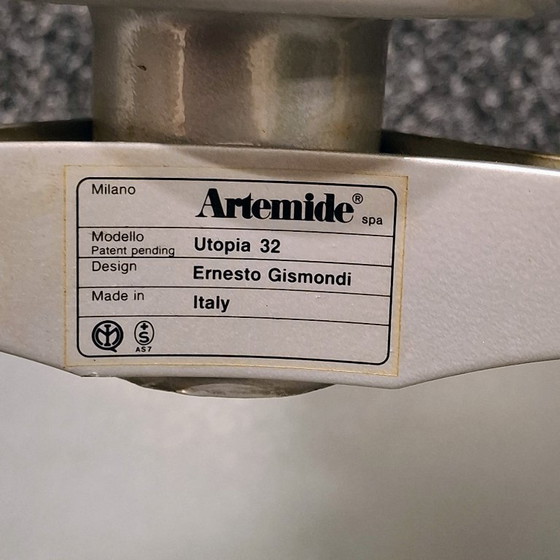 Milano Artemide® spa
Modello Utopia 32
Patent pending
Design Ernesto Gismondi
Made in Italy
AS7